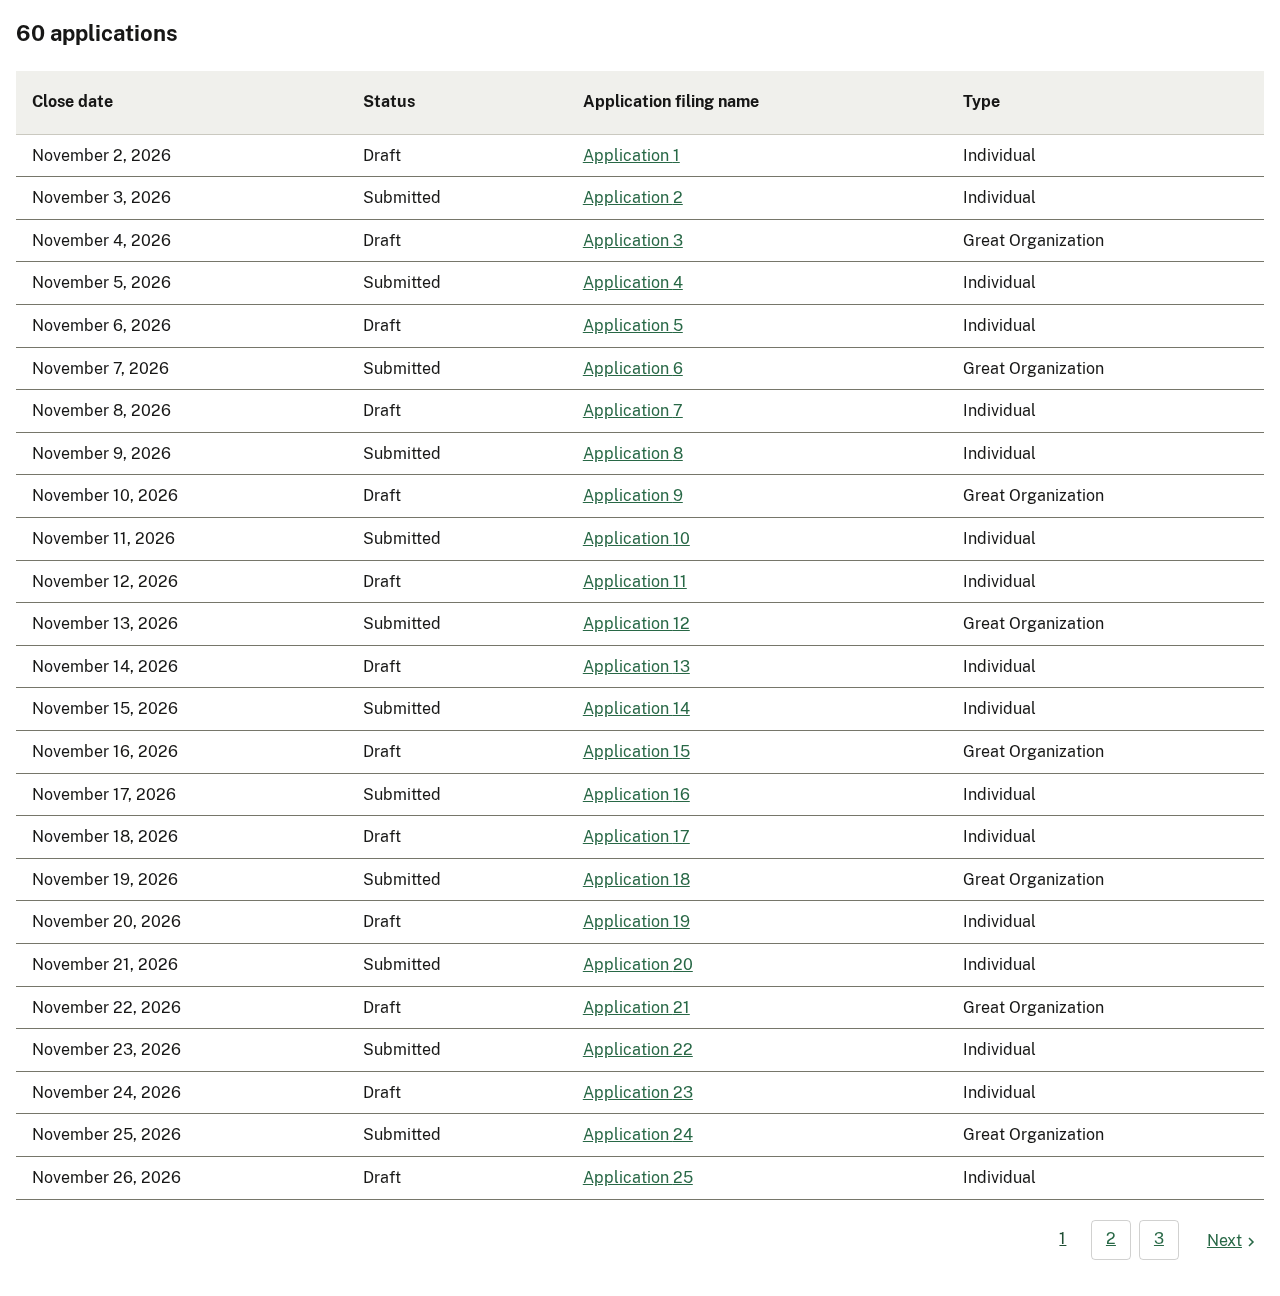 60 applications
Close date Status Application filing name Type
November 2, 2026 Draft Application 1 Individual
November 3, 2026 Submitted Application 2 Individual
November 4, 2026 Draft Application 3 Great Organization
November 5, 2026 Submitted Application 4 Individual
November 6, 2026 Draft Application 5 Individual
November 7, 2026 Submitted Application 6 Great Organization
November 8, 2026 Draft Application 7 Individual
November 9, 2026 Submitted Application 8 Individual
November 10, 2026 Draft Application 9 Great Organization
November 11, 2026 Submitted Application 10 Individual
November 12, 2026 Draft Application 11 Individual
November 13, 2026 Submitted Application 12 Great Organization
November 14, 2026 Draft Application 13 Individual
November 15, 2026 Submitted Application 14 Individual
November 16, 2026 Draft Application 15 Great Organization
November 17, 2026 Submitted Application 16 Individual
November 18, 2026 Draft Application 17 Individual
November 19, 2026 Submitted Application 18 Great Organization
November 20, 2026 Draft Application 19 Individual
November 21, 2026 Submitted Application 20 Individual
November 22, 2026 Draft Application 21 Great Organization
November 23, 2026 Submitted Application 22 Individual
November 24, 2026 Draft Application 23 Individual
November 25, 2026 Submitted Application 24 Great Organization
November 26, 2026 Draft Application 25 Individual
1 2 3 Next